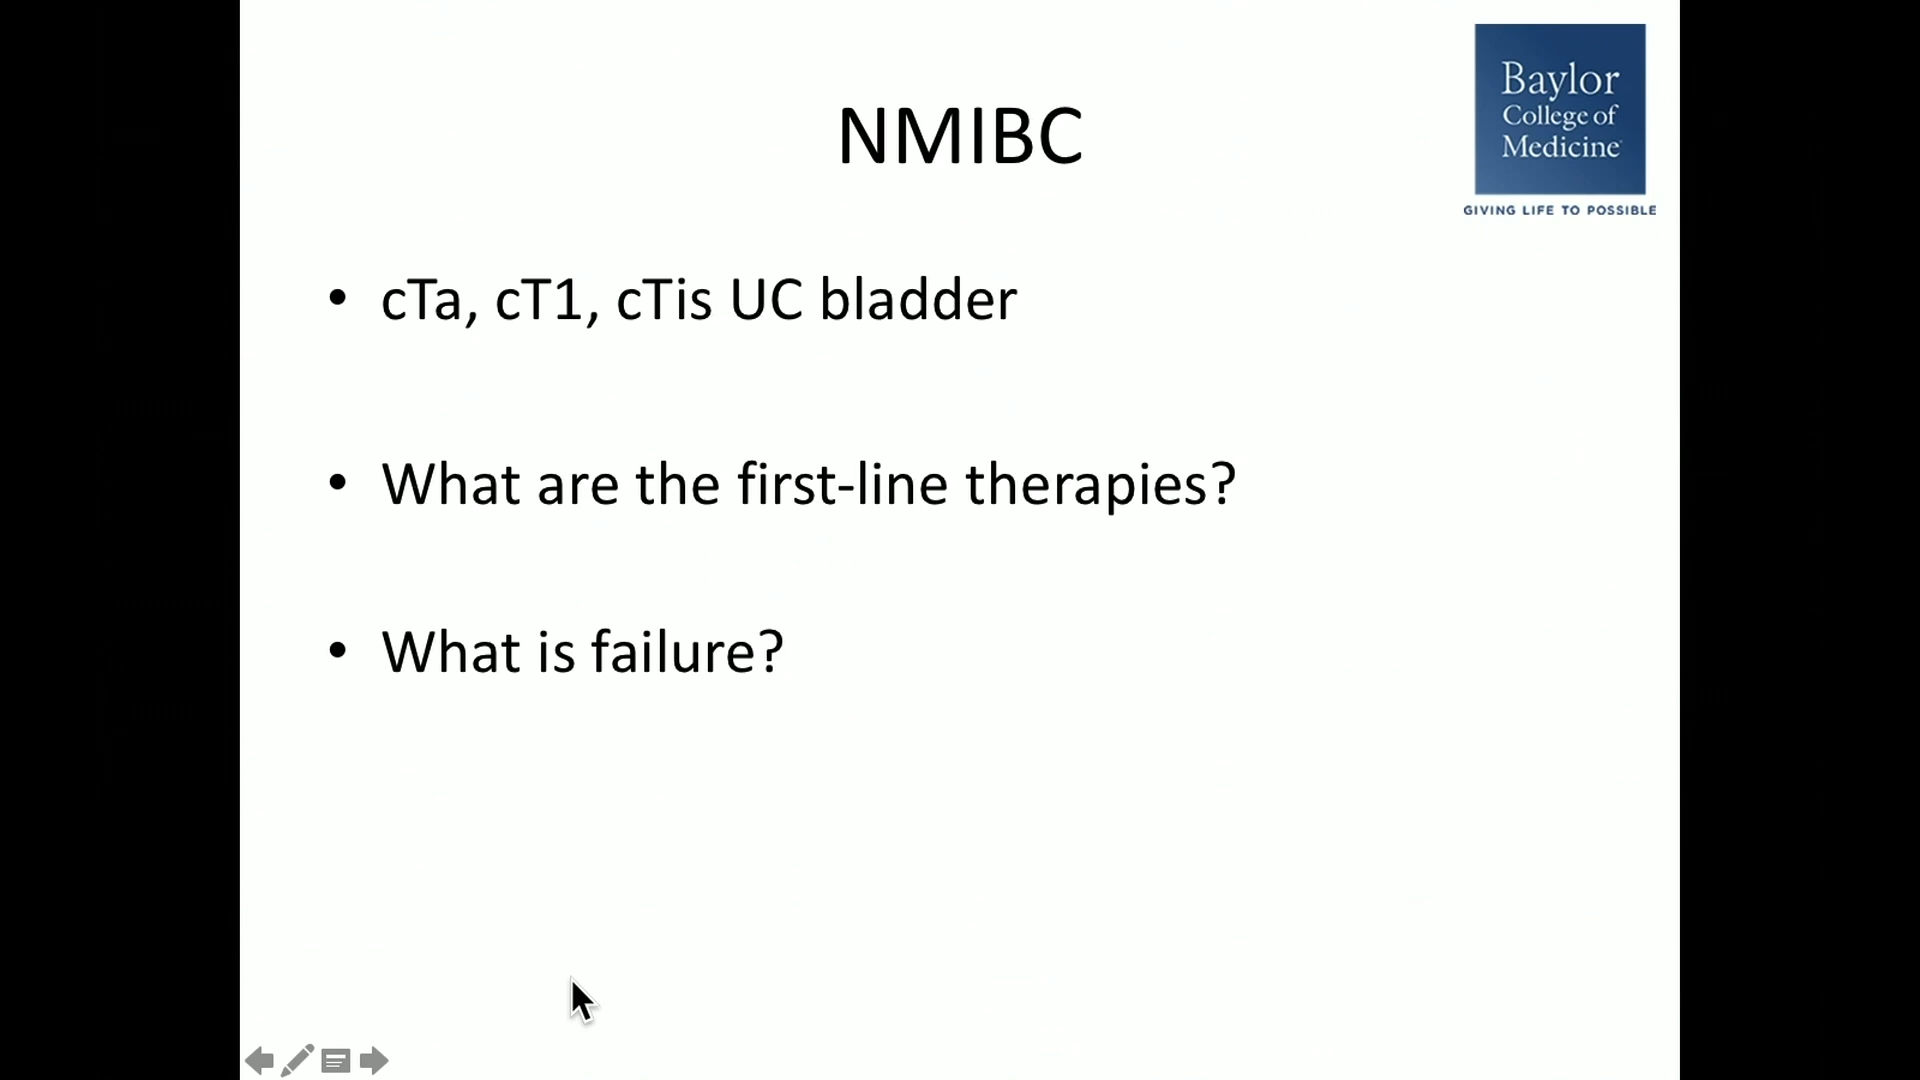 NMIBC
Baylor
College of
Medicine
GIVING LIFE TO POSSIBLE
• cTa, cT1, cTis UC bladder
• What are the first-line therapies?
• What is failure?